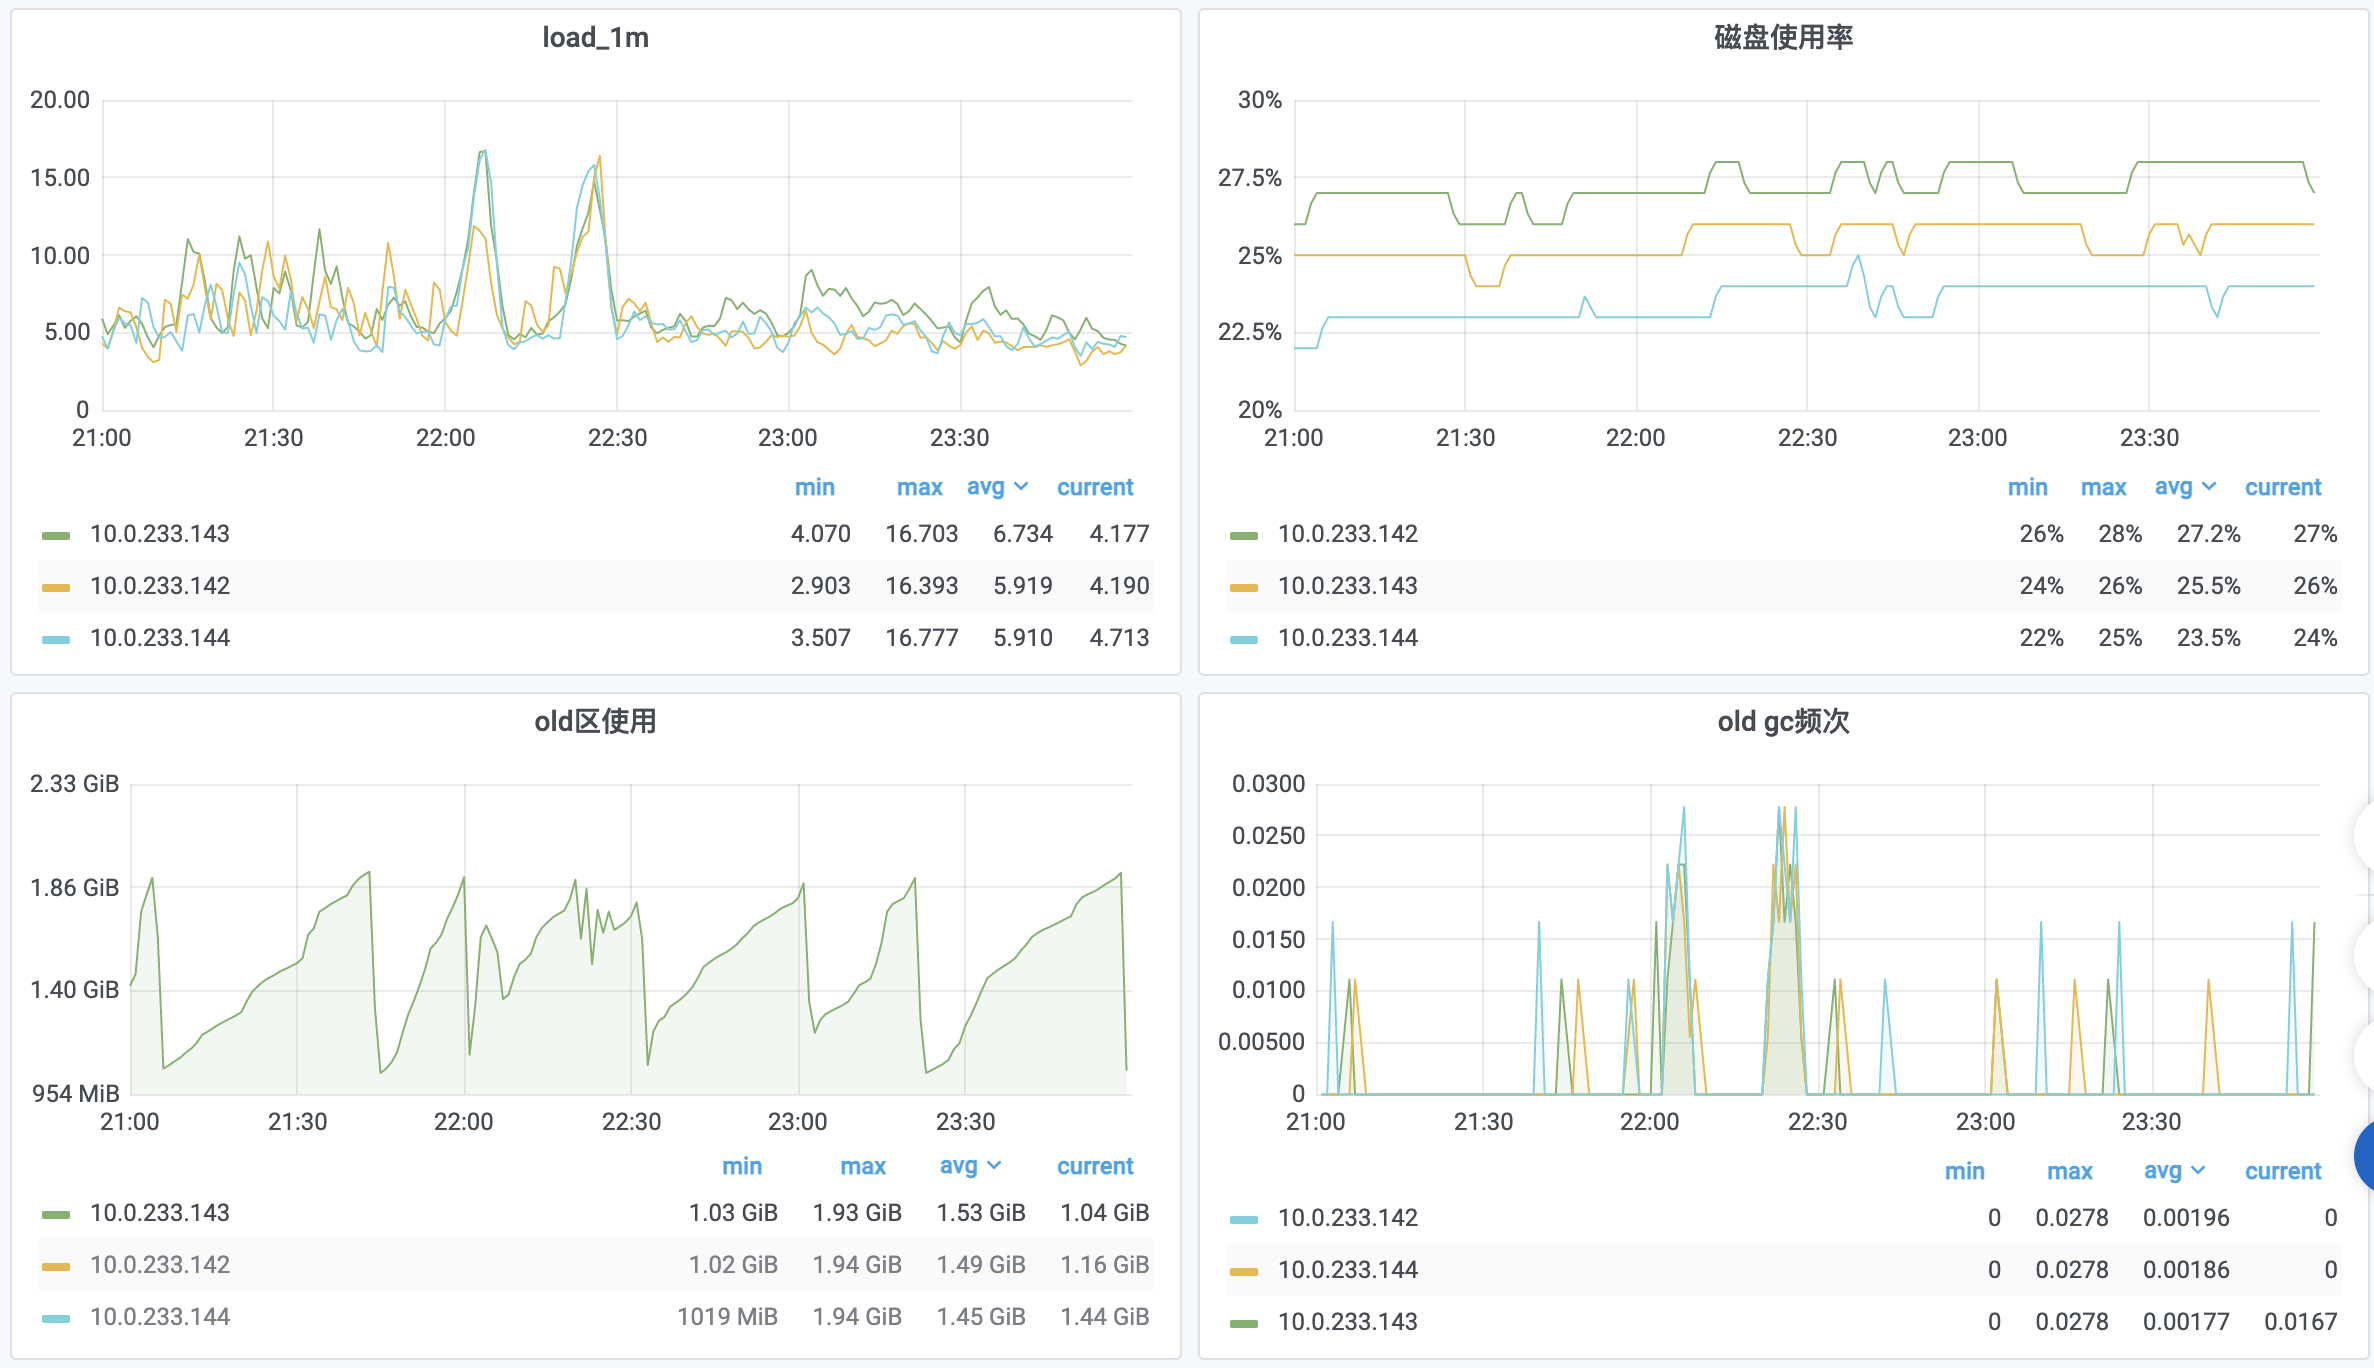 load_1m
20.00
15.00
10.00
5.00
0
21:00 21:30 22:00 22:30 23:00 23:30
min max avg current
10.0.233.143 4.070 16.703 6.734 4.177
10.0.233.142 2.903 16.393 5.919 4.190
10.0.233.144 3.507 16.777 5.910 4.713
磁盘使用率
30%
27.5%
25%
22.5%
20%
21:00 21:30 22:00 22:30 23:00 23:30
min max avg current
10.0.233.142 26% 28% 27.2% 27%
10.0.233.143 24% 26% 25.5% 26%
10.0.233.144 22% 25% 23.5% 24%
old区使用
2.33 GiB
1.86 GiB
1.40 GiB
954 MiB
21:00 21:30 22:00 22:30 23:00 23:30
min max avg current
10.0.233.143 1.03 GiB 1.93 GiB 1.53 GiB 1.04 GiB
10.0.233.142 1.02 GiB 1.94 GiB 1.49 GiB 1.16 GiB
10.0.233.144 1019 MiB 1.94 GiB 1.45 GiB 1.44 GiB
old gc频次
0.0300
0.0250
0.0200
0.0150
0.0100
0.00500
0
21:00 21:30 22:00 22:30 23:00 23:30
min max avg current
10.0.233.142 0 0.0278 0.00196 0
10.0.233.144 0 0.0278 0.00186 0
10.0.233.143 0 0.0278 0.00177 0.0167